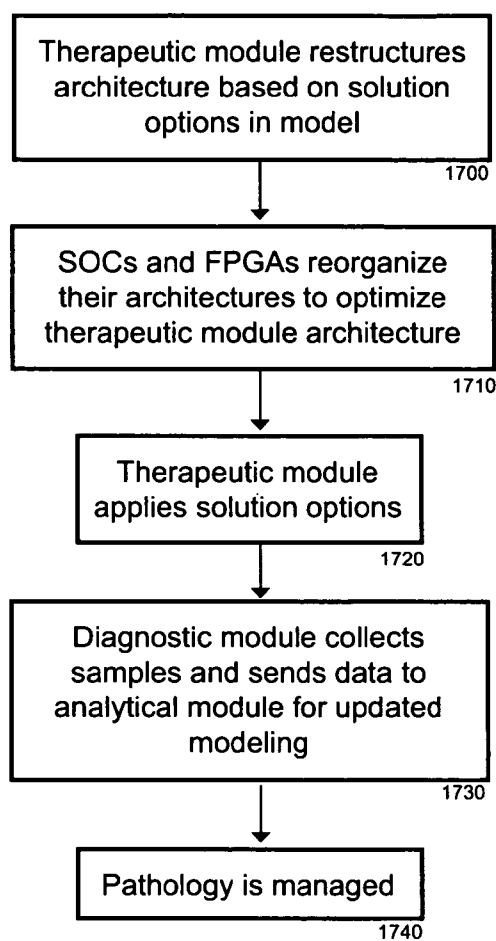 Therapeutic module restructures
architecture based on solution
options in model
1700
SOCs and FPGAs reorganize
their architectures to optimize
therapeutic module architecture
1710
Therapeutic module
applies solution options
1720
Diagnostic module collects
samples and sends data to
analytical module for updated
modeling
1730
Pathology is managed
1740